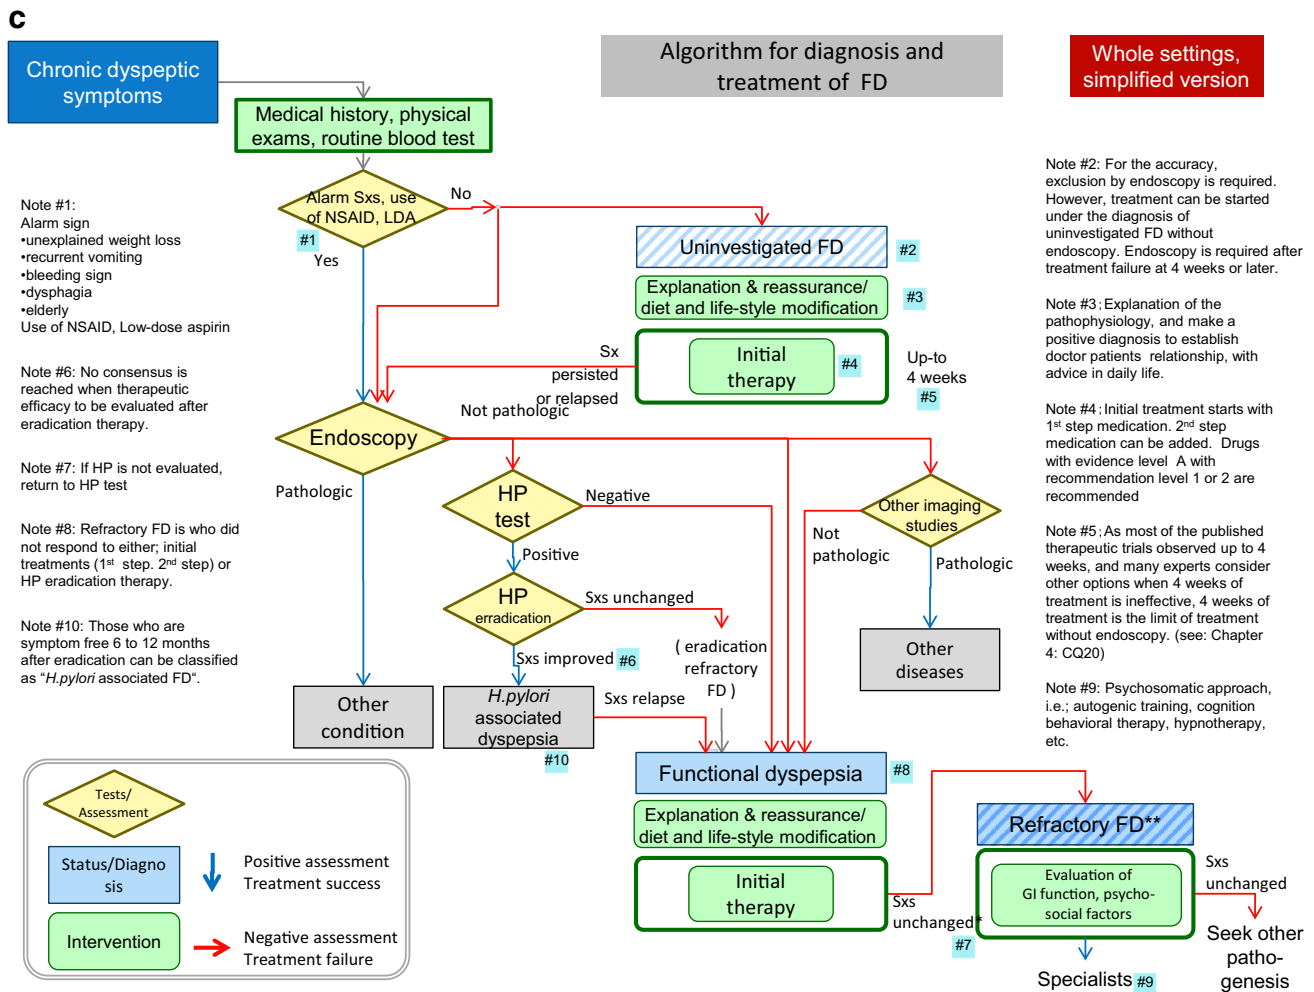 c
Chronic dyspeptic
symptoms
Algorithm for diagnosis and
treatment of  FD
Whole settings,
simplified version
Medical history, physical
exams, routine blood test
Alarm Sxs, use
of NSAID, LDA
#1
No
Yes
Note #1:
Alarm sign
•unexplained weight loss
•recurrent vomiting
•bleeding sign
•dysphagia
•elderly
Use of NSAID, Low-dose aspirin
Note #6: No consensus is
reached when therapeutic
efficacy to be evaluated after
eradication therapy.
Note #7: If HP is not evaluated,
return to HP test
Note #8: Refractory FD is who did
not respond to either; initial
treatments (1st step. 2nd step) or
HP eradication therapy.
Note #10: Those who are
symptom free 6 to 12 months
after eradication can be classified
as “H.pylori associated FD“.
Uninvestigated FD
#2
Explanation & reassurance/
diet and life-style modification
#3
Initial
therapy
#4
Up-to
4 weeks
#5
Sx
persisted
or relapsed
Note #2: For the accuracy,
exclusion by endoscopy is required.
However, treatment can be started
under the diagnosis of
uninvestigated FD without
endoscopy. Endoscopy is required after
treatment failure at 4 weeks or later.
Note #3;Explanation of the
pathophysiology, and make a
positive diagnosis to establish
doctor patients  relationship, with
advice in daily life.
Note #4;Initial treatment starts with
1st step medication. 2nd step
medication can be added.  Drugs
with evidence level  A with
recommendation level 1 or 2 are
recommended
Note #5;As most of the published
therapeutic trials observed up to 4
weeks, and many experts consider
other options when 4 weeks of
treatment is ineffective, 4 weeks of
treatment is the limit of treatment
without endoscopy. (see: Chapter
4: CQ20)
Note #9: Psychosomatic approach,
i.e.; autogenic training, cognition
behavioral therapy, hypnotherapy,
etc.
Endoscopy
Not pathologic
Pathologic
HP
test
Negative
Positive
Other imaging
studies
Not
pathologic
Pathologic
HP
erradication
Sxs unchanged
( eradication
refractory
FD )
Sxs improved
#6
Other
diseases
Other
condition
H.pylori
associated
dyspepsia
#10
Sxs relapse
Functional dyspepsia
#8
Explanation & reassurance/
diet and life-style modification
Initial
therapy
Sxs
unchanged*
#7
Refractory FD**
Evaluation of
GI function, psycho-
social factors
Sxs
unchanged
Seek other
patho-
genesis
Specialists
#9
Tests/
Assessment
Status/Diagno
sis
Intervention
Positive assessment
Treatment success
Negative assessment
Treatment failure